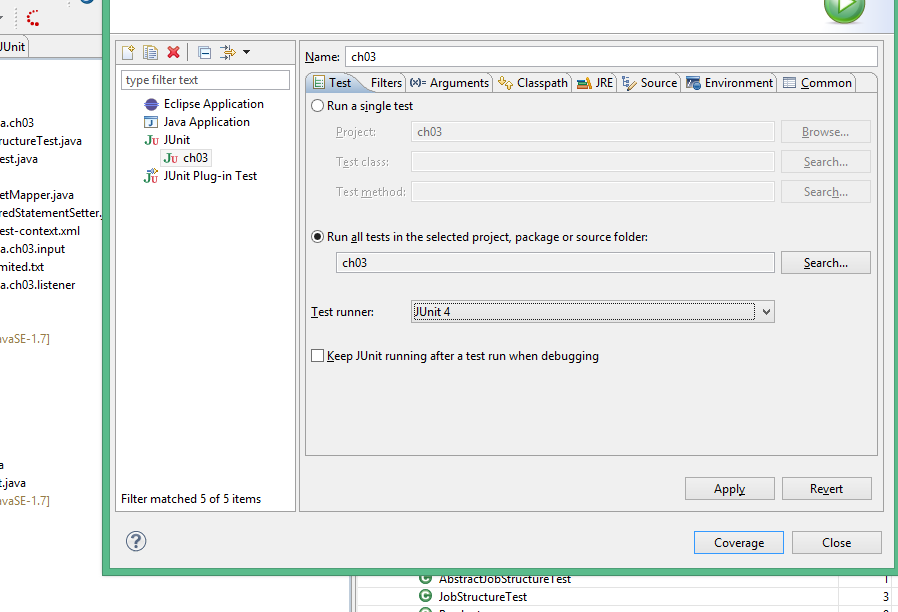 JUnit
a.ch03
ructureTest.java
est.java
etMapper.java
redStatementSetter.
est-context.xml
a.ch03.input
mited.txt
a.ch03.listener
avaSE-1.7]
a
t.java
avaSE-1.7]
type filter text
Eclipse Application
Java Application
JUnit
ch03
JUnit Plug-in Test
Filter matched 5 of 5 items
Name: ch03
Test Filters (x)= Arguments Classpath JRE Source Environment Common
Run a single test
Project: ch03 Browse...
Test class: Search...
Test method: Search...
Run all tests in the selected project, package or source folder:
ch03 Search...
Test runner: JUnit 4
Keep JUnit running after a test run when debugging
Apply Revert
Coverage Close
AbstractJobStructureTest 1
JobStructureTest 3